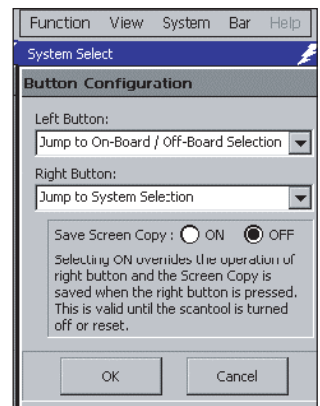 Function View System Bar Help
System Select
Button Configuration
Left Button:
Jump to On-Board / Off-Board Selection
Right Button:
Jump to System Selection
Save Screen Copy : ON OFF
Selecting ON overrides the operation of
right button and the Screen Copy is
saved when the right button is pressed.
This is valid until the scantool is turned
off or reset.
OK Cancel